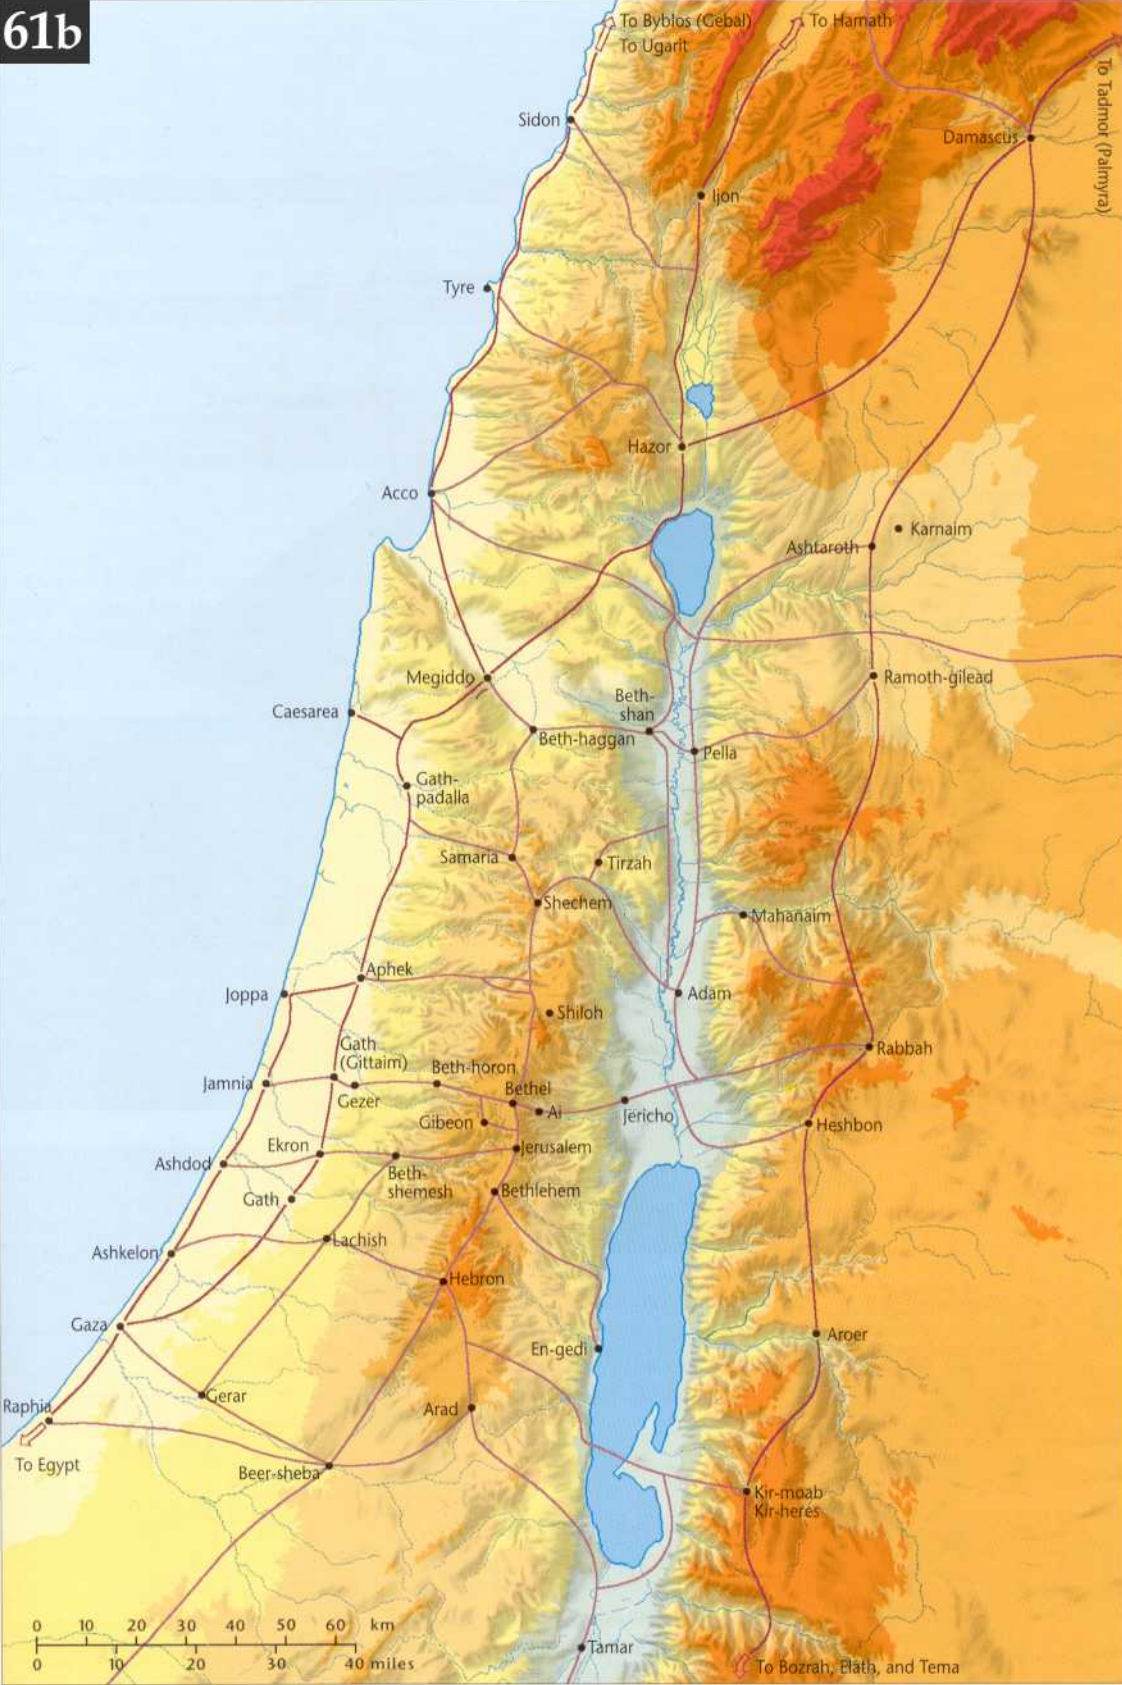 61b
To Byblos (Gebal)
To Ugarit
To Hamath
To Tadmor (Palmyra)
Sidon
Damascus
Ijon
Tyre
Hazor
Acco
Karnaim
Ashtaroth
Megiddo
Ramoth-gilead
Caesarea
Beth-
shan
Beth-haggan
Pella
Gath-
padalla
Samaria
Tirzah
Shechem
Mahanaim
Aphek
Joppa
Adam
Shiloh
Gath
(Gittaim)
Rabbah
Jamnia
Beth-horon
Gezer
Bethel
Ai
Jericho
Gibeon
Heshbon
Ekron
Jerusalem
Ashdod
Beth-
shemesh
Gath
Bethlehem
Lachish
Ashkelon
Hebron
Gaza
Aroer
En-gedi
Gerar
Raphia
Arad
To Egypt
Beer-sheba
Kir-moab
Kir-heres
0 10 20 30 40 50 60 km
0 10 20 30 40 miles
Tamar
To Bozrah, Elath, and Tema